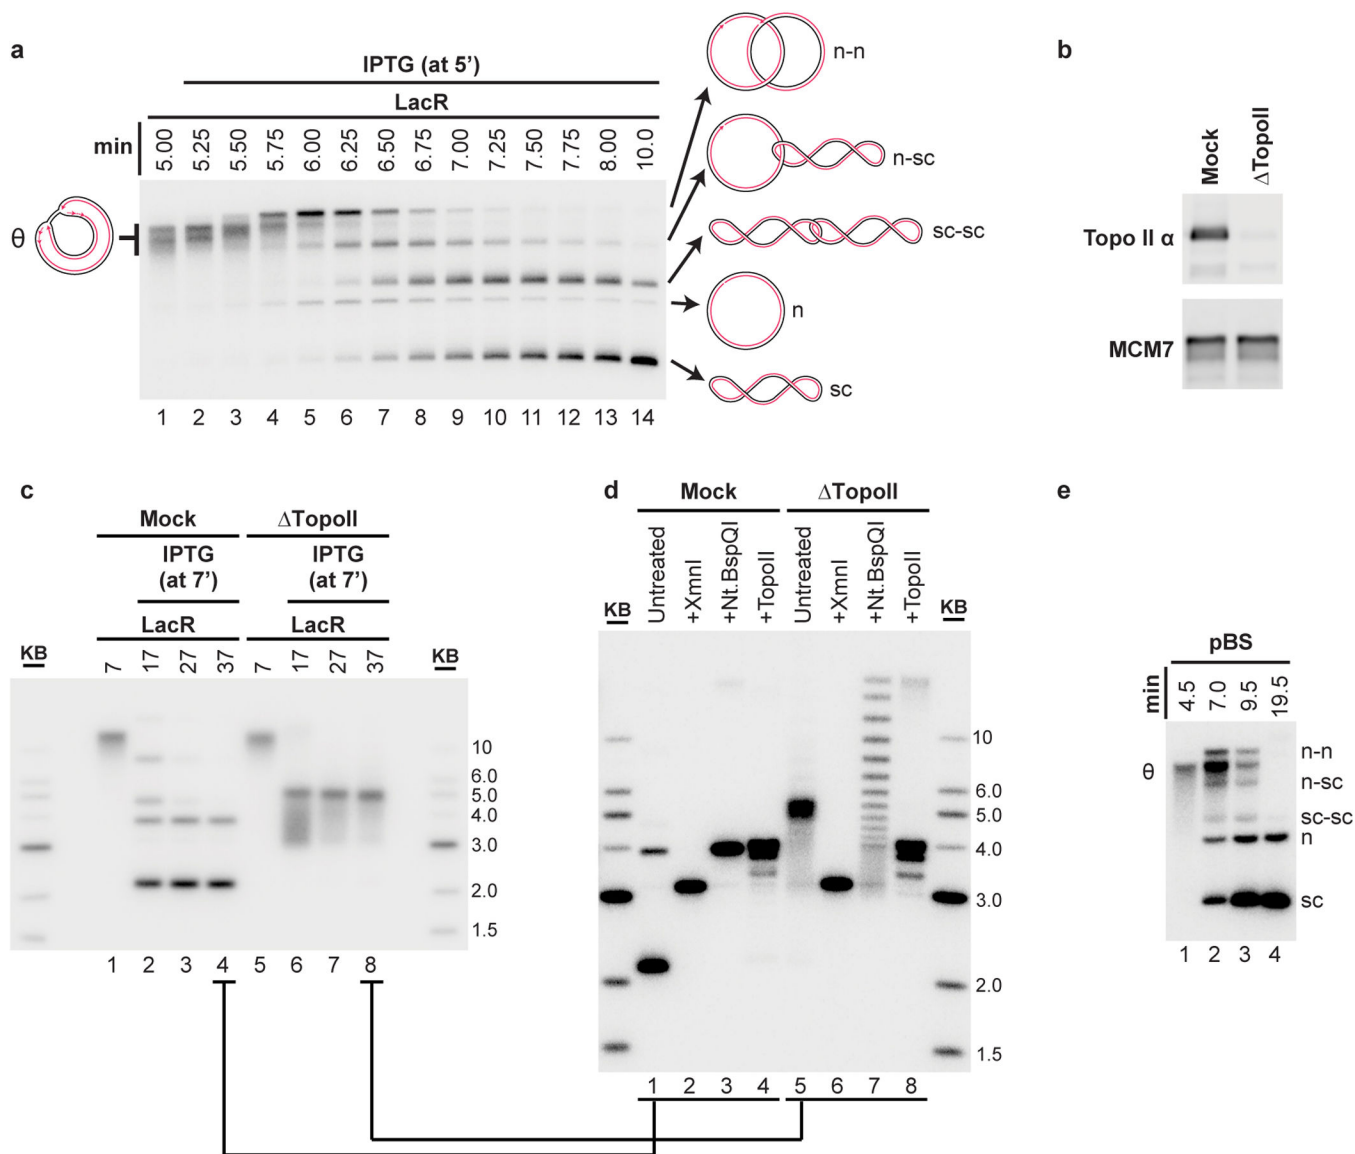 a
IPTG (at 5')
LacR
min
5.00 5.25 5.50 5.75 6.00 6.25 6.50 6.75 7.00 7.25 7.50 7.75 8.00 10.0
θ
n-n
n-sc
sc-sc
n
sc
1 2 3 4 5 6 7 8 9 10 11 12 13 14
b
Mock ΔTopoII
Topo II α
MCM7
c
Mock ΔTopoII
IPTG (at 7') IPTG (at 7')
LacR LacR
KB 7 17 27 37 7 17 27 37 KB
10
6.0
5.0
4.0
3.0
2.0
1.5
1 2 3 4 5 6 7 8
d
Mock ΔTopoII
KB Untreated +XmnI +Nt.BspQI +TopoII Untreated +XmnI +Nt.BspQI +TopoII KB
10
6.0
5.0
4.0
3.0
2.0
1.5
1 2 3 4 5 6 7 8
e
pBS
min
4.5 7.0 9.5 19.5
θ
n-n
n-sc
sc-sc
n
sc
1 2 3 4